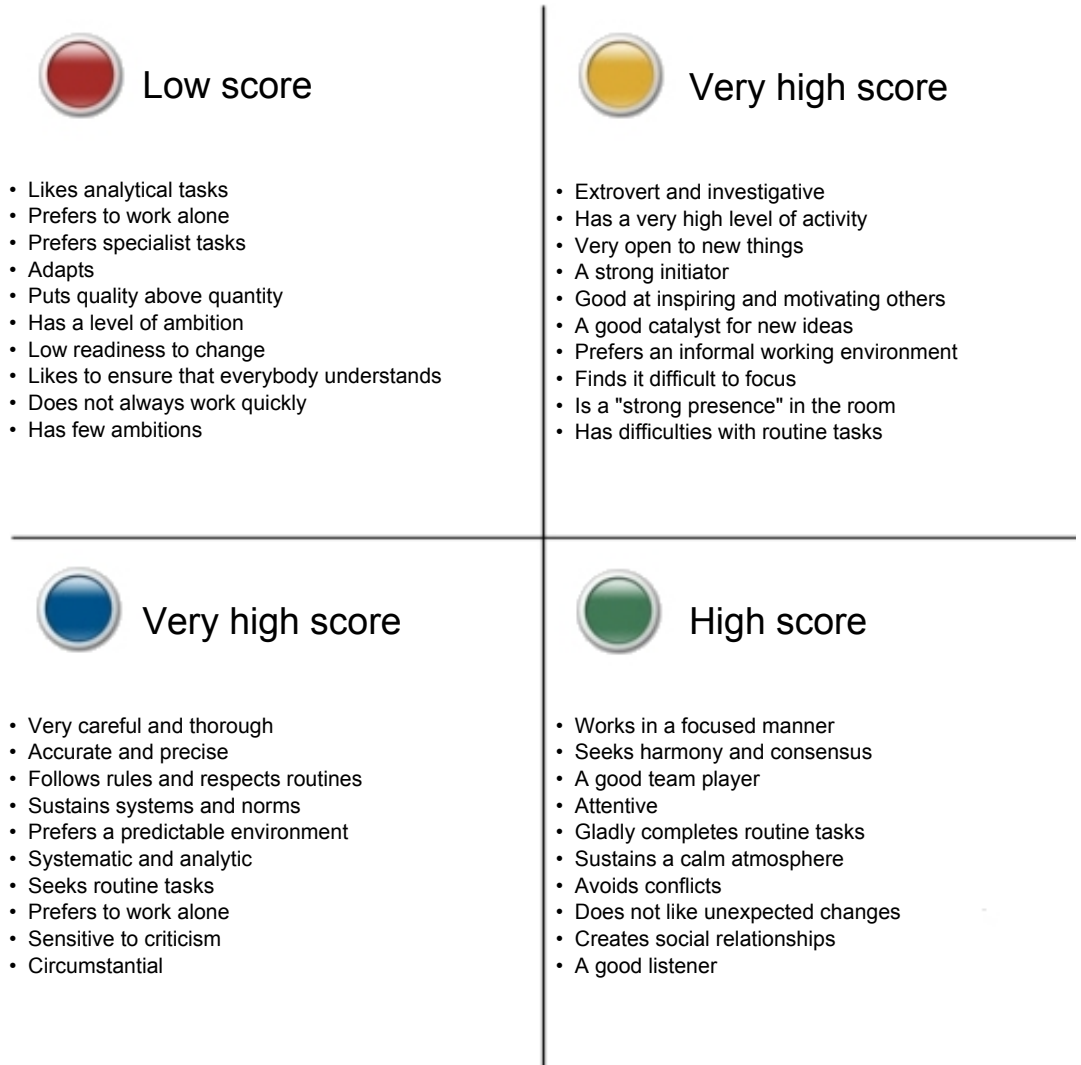 Low score
• Likes analytical tasks
• Prefers to work alone
• Prefers specialist tasks
• Adapts
• Puts quality above quantity
• Has a level of ambition
• Low readiness to change
• Likes to ensure that everybody understands
• Does not always work quickly
• Has few ambitions
Very high score
• Extrovert and investigative
• Has a very high level of activity
• Very open to new things
• A strong initiator
• Good at inspiring and motivating others
• A good catalyst for new ideas
• Prefers an informal working environment
• Finds it difficult to focus
• Is a "strong presence" in the room
• Has difficulties with routine tasks
Very high score
• Very careful and thorough
• Accurate and precise
• Follows rules and respects routines
• Sustains systems and norms
• Prefers a predictable environment
• Systematic and analytic
• Seeks routine tasks
• Prefers to work alone
• Sensitive to criticism
• Circumstantial
High score
• Works in a focused manner
• Seeks harmony and consensus
• A good team player
• Attentive
• Gladly completes routine tasks
• Sustains a calm atmosphere
• Avoids conflicts
• Does not like unexpected changes
• Creates social relationships
• A good listener